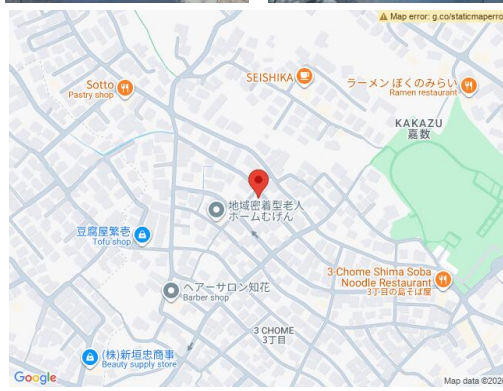 Map error: g.co/staticmaperro
SEISHIKA
Sotto
Pastry shop
ラーメン ぼくのみらい
Ramen restaurant
KAKAZU
嘉数
地域密着型老人
ホームむげん
豆腐屋繁壱
Tofu shop
3-Chome Shima Soba
Noodle Restaurant
3丁目の島そば屋
ヘアーサロン知花
Barber shop
3 CHOME
3丁目
(株)新垣忠商事
Beauty supply store
Google
Map data ©202